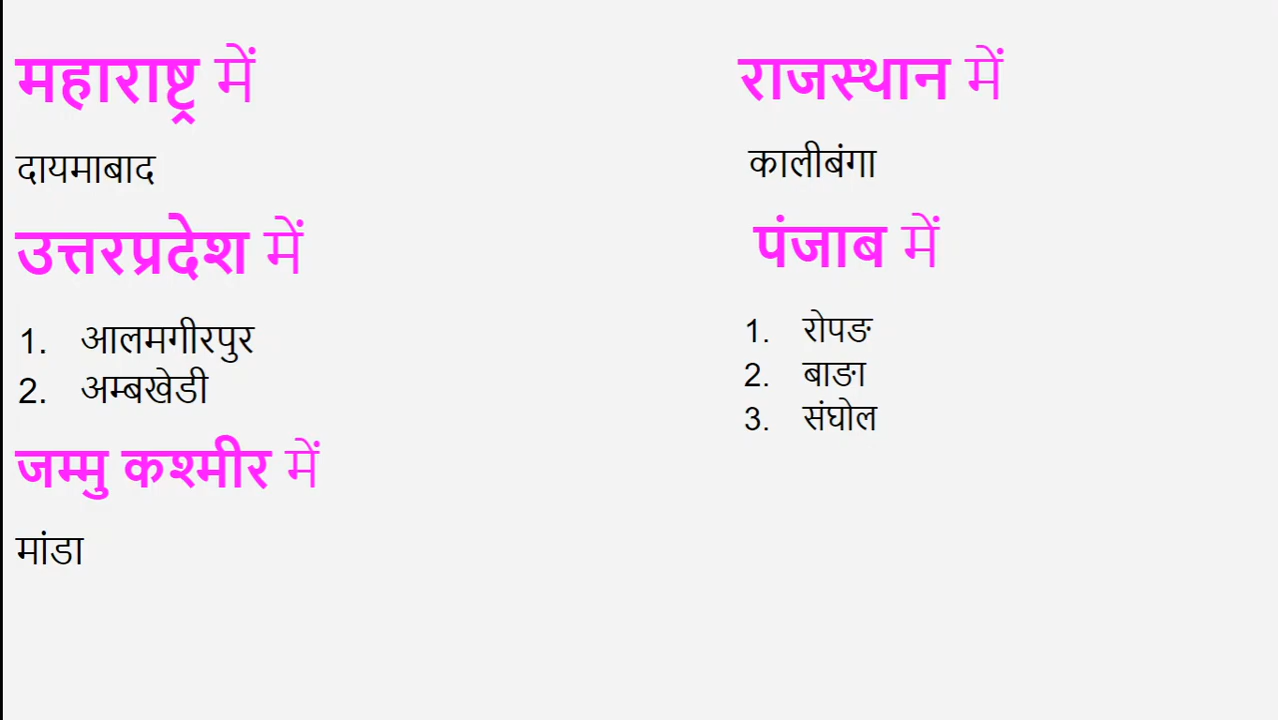 महाराष्ट्र में
दायमाबाद
उत्तरप्रदेश में
1. आलमगीरपुर
2. अम्बखेडी
जम्मु कश्मीर में
मांडा
राजस्थान में
कालीबंगा
पंजाब में
1. रोपङ
2. बाङा
3. संघोल